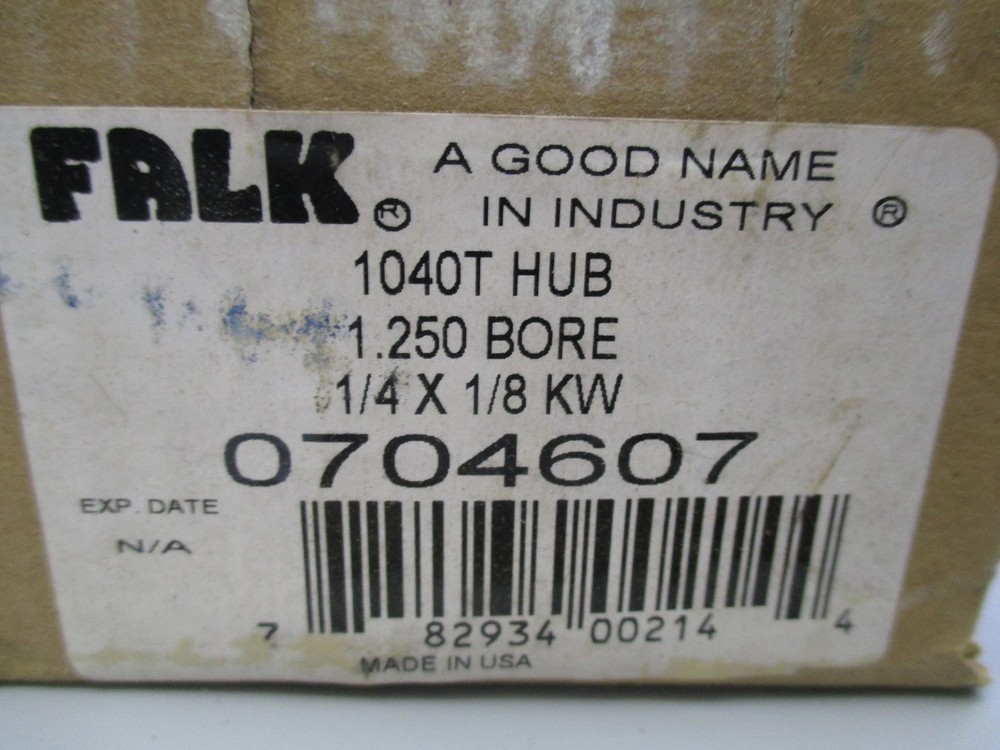 FALK® A GOOD NAME
IN INDUSTRY ®
1040T HUB
1.250 BORE
1/4 X 1/8 KW
0704607
EXP. DATE
N/A
7 82934 00214 4
MADE IN USA